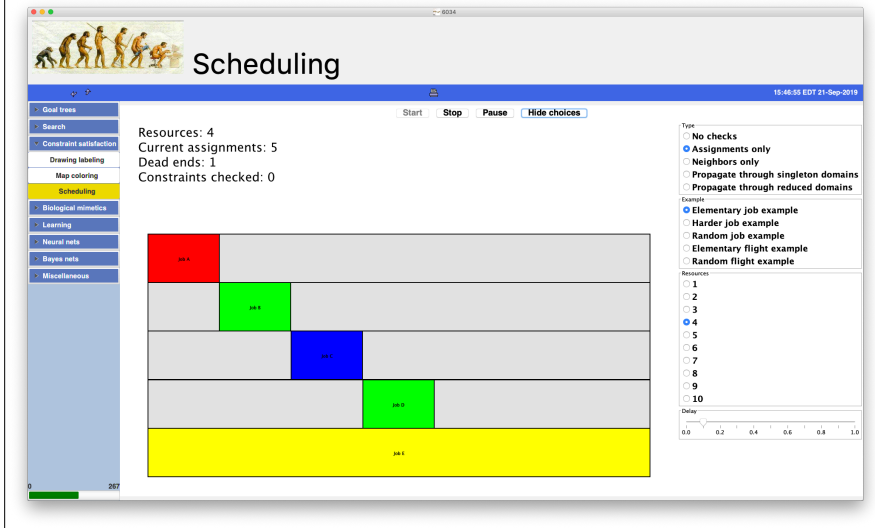 6034
Scheduling
15:46:55 EDT 21-Sep-2019
Goal trees
Search
Constraint satisfaction
Drawing labeling
Map coloring
Scheduling
Biological mimetics
Learning
Neural nets
Bayes nets
Miscellaneous
0 267
Start Stop Pause Hide choices
Resources: 4
Current assignments: 5
Dead ends: 1
Constraints checked: 0
Job A
Job B
Job C
Job D
Job E
Type
No checks
Assignments only
Neighbors only
Propagate through singleton domains
Propagate through reduced domains
Example
Elementary job example
Harder job example
Random job example
Elementary flight example
Random flight example
Resources
1
2
3
4
5
6
7
8
9
10
Delay
0.0 0.2 0.4 0.6 0.8 1.0